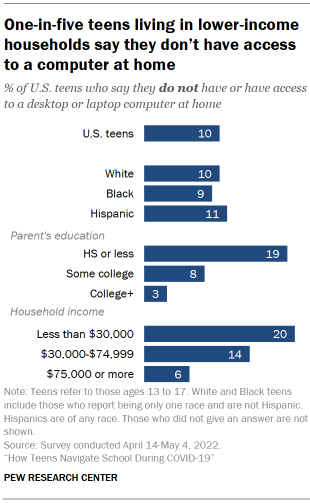 One-in-five teens living in lower-income
households say they don't have access
to a computer at home
% of U.S. teens who say they do not have or have access
to a desktop or laptop computer at home
U.S. teens 10
White 10
Black 9
Hispanic 11
Parent's education
HS or less 19
Some college 8
College+ 3
Household income
Less than $30,000 20
$30,000-$74,999 14
$75,000 or more 6
Note: Teens refer to those ages 13 to 17. White and Black teens
include those who report being only one race and are not Hispanic.
Hispanics are of any race. Those who did not give an answer are not
shown.
Source: Survey conducted April 14-May 4, 2022.
"How Teens Navigate School During COVID-19"
PEW RESEARCH CENTER